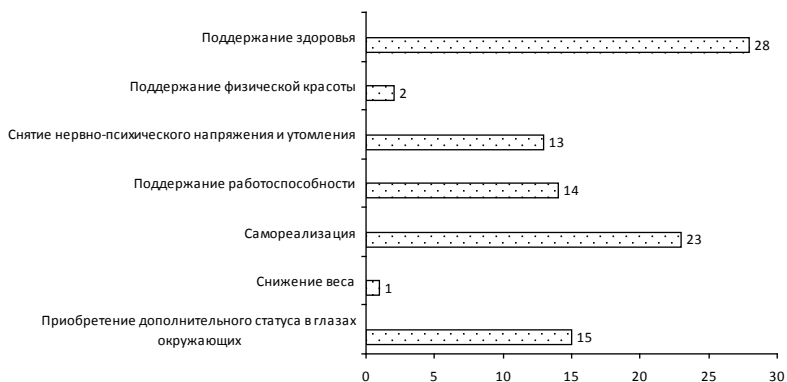 Поддержание здоровья
28
Поддержание физической красоты
2
Снятие нервно-психического напряжения и утомления
13
Поддержание работоспособности
14
Самореализация
23
Снижение веса
1
Приобретение дополнительного статуса в глазах
окружающих
15
0 5 10 15 20 25 30